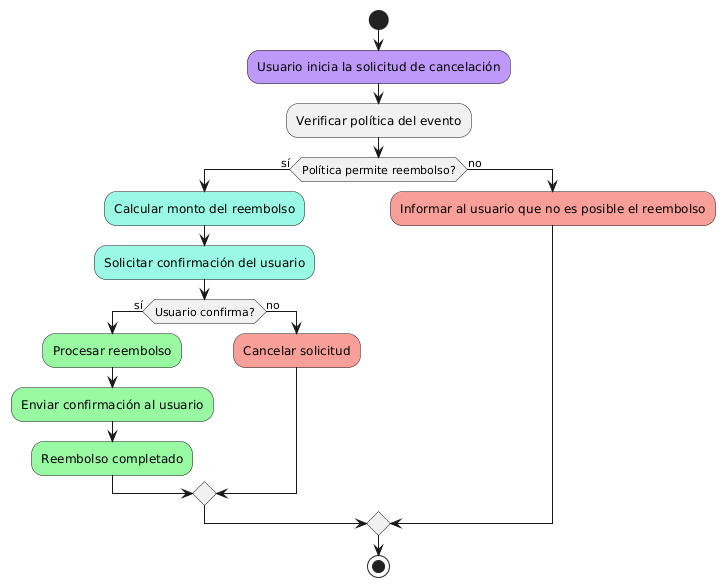 Usuario inicia la solicitud de cancelación
Verificar política del evento
sí
Política permite reembolso?
no
Calcular monto del reembolso
Informar al usuario que no es posible el reembolso
Solicitar confirmación del usuario
sí
Usuario confirma?
no
Procesar reembolso
Cancelar solicitud
Enviar confirmación al usuario
Reembolso completado